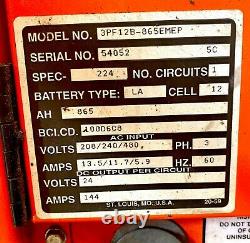 MODEL NO. 3PF12B-865EMEP
SERIAL NO. 54052 5C
SPEC- 224 NO. CIRCUITS 1
BATTERY TYPE: LA CELL 12
AH 865
BCI.CD. 108D6C8
AC INPUT
VOLTS 208/240/480 PH. 3
AMPS 13.5/11.7/5.9 HZ. 60
DC OUTPUT PER CIRCUIT
VOLTS 24
AMPS 144
ST. LOUIS, MO., U.S.A. 20-59